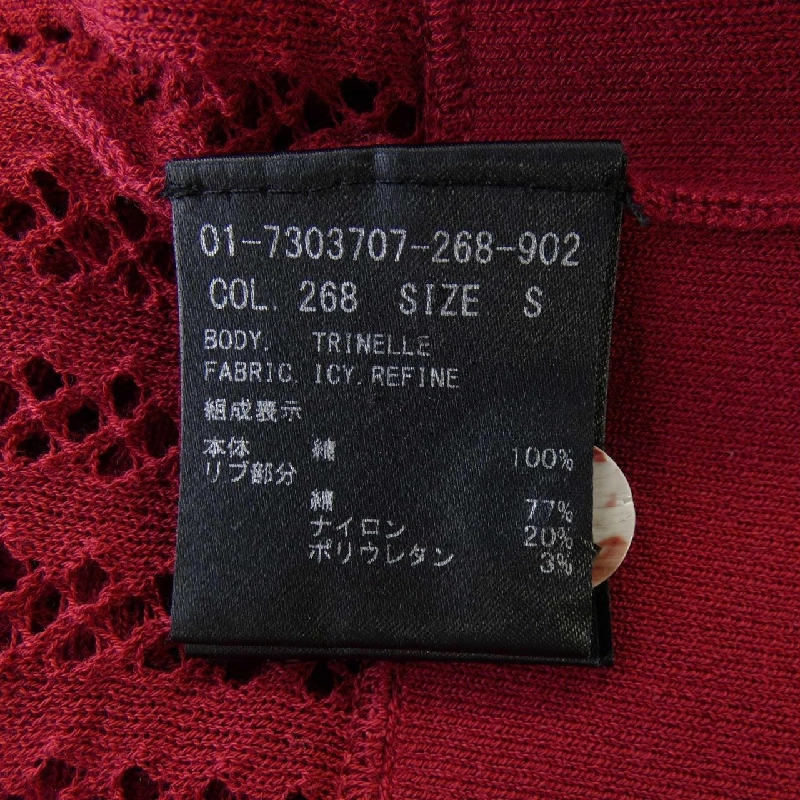 01-7303707-268-902
COL. 268 SIZE S
BODY. TRINELLE
FABRIC. ICY.REFINE
組成表示
本体 綿 100%
リブ部分
綿 77%
ナイロン 20%
ポリウレタン 3%